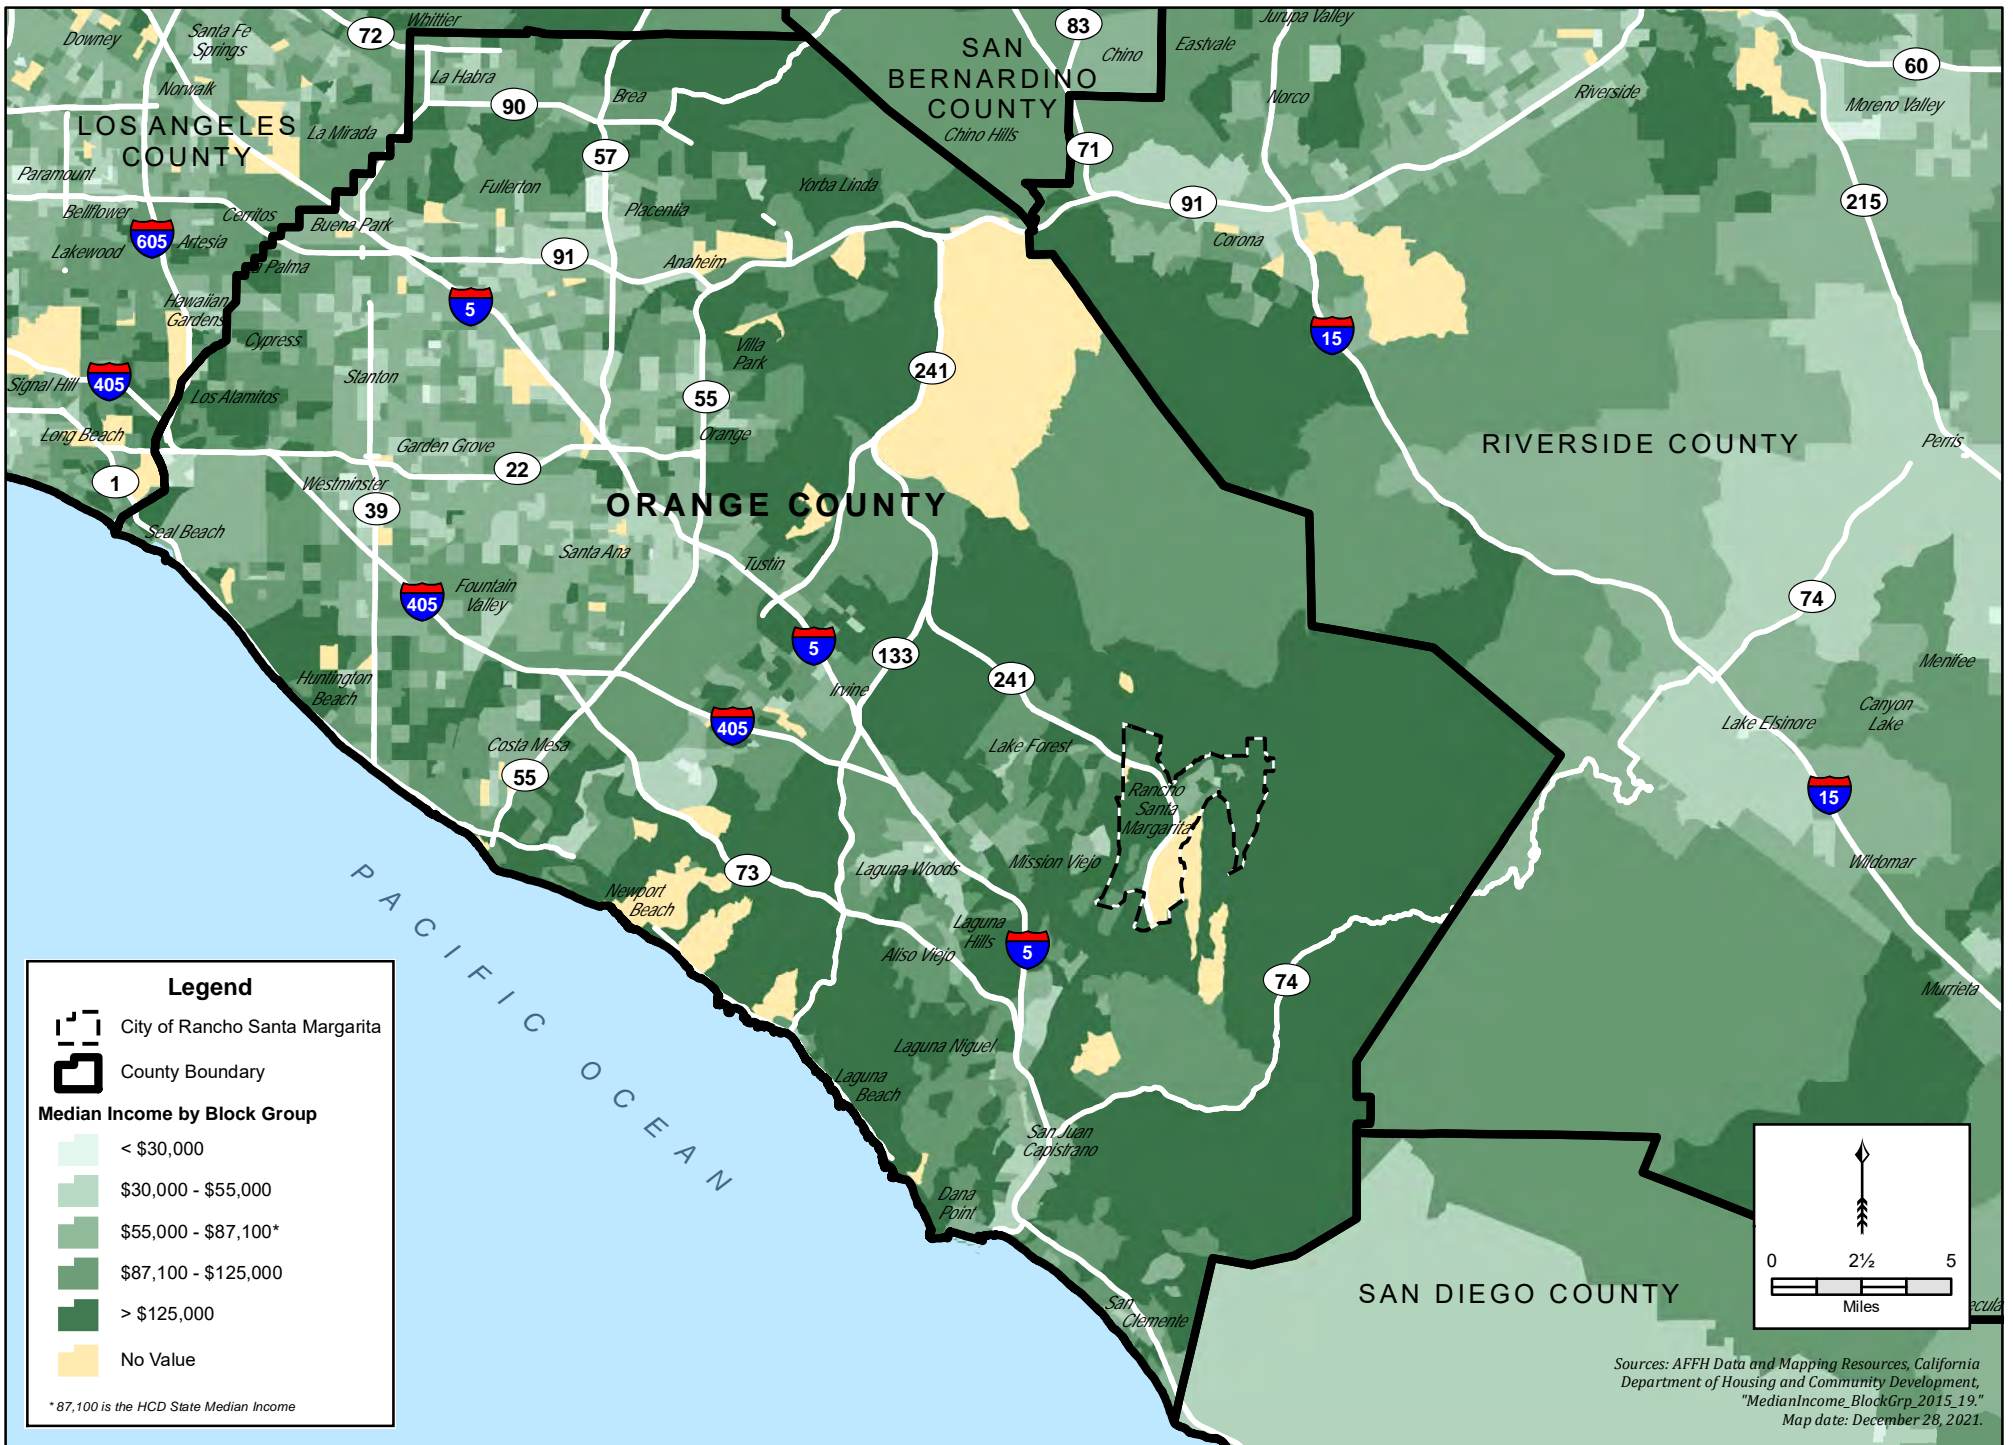 Whittier
72
Downey
Santa Fe
Springs
Norwalk
La Habra
90
Brea
83
Chino
Eastvale
Jurupa Valley
SAN
BERNARDINO
COUNTY
Chino Hills
Norco
Riverside
60
Moreno Valley
LOS ANGELES
COUNTY
La Mirada
57
71
Paramount
Fullerton
Yorba Linda
Placentia
91
215
Bellflower
Cerritos
Buena Park
605
Artesia
Lakewood
a Palma
91
Anaheim
Corona
Hawaiian
Gardens
5
Cypress
Villa
Park
15
241
Signal Hill
405
Stanton
Los Alamitos
55
Long Beach
Garden Grove
Orange
22
RIVERSIDE COUNTY
Perris
1
Westminster
39
ORANGE COUNTY
Seal Beach
Santa Ana
Tustin
405
Fountain
Valley
74
5
133
Huntington
Beach
Irvine
241
Menifee
Canyon
Lake
Lake Elsinore
405
Costa Mesa
55
Lake Forest
Rancho
Santa
Margarita
15
73
Laguna Woods
Mission Viejo
Wildomar
Newport
Beach
Laguna
Hills
5
Aliso Viejo
74
Murrieta
PACIFIC OCEAN
Laguna Niguel
Laguna
Beach
San Juan
Capistrano
Dana
Point
San
Clemente
SAN DIEGO COUNTY
ecula
Legend
City of Rancho Santa Margarita
County Boundary
Median Income by Block Group
< $30,000
$30,000 - $55,000
$55,000 - $87,100*
$87,100 - $125,000
> $125,000
No Value
* 87,100 is the HCD State Median Income
0 2½ 5
Miles
Sources: AFFH Data and Mapping Resources, California
Department of Housing and Community Development,
"MedianIncome_BlockGrp_2015_19."
Map date: December 28, 2021.